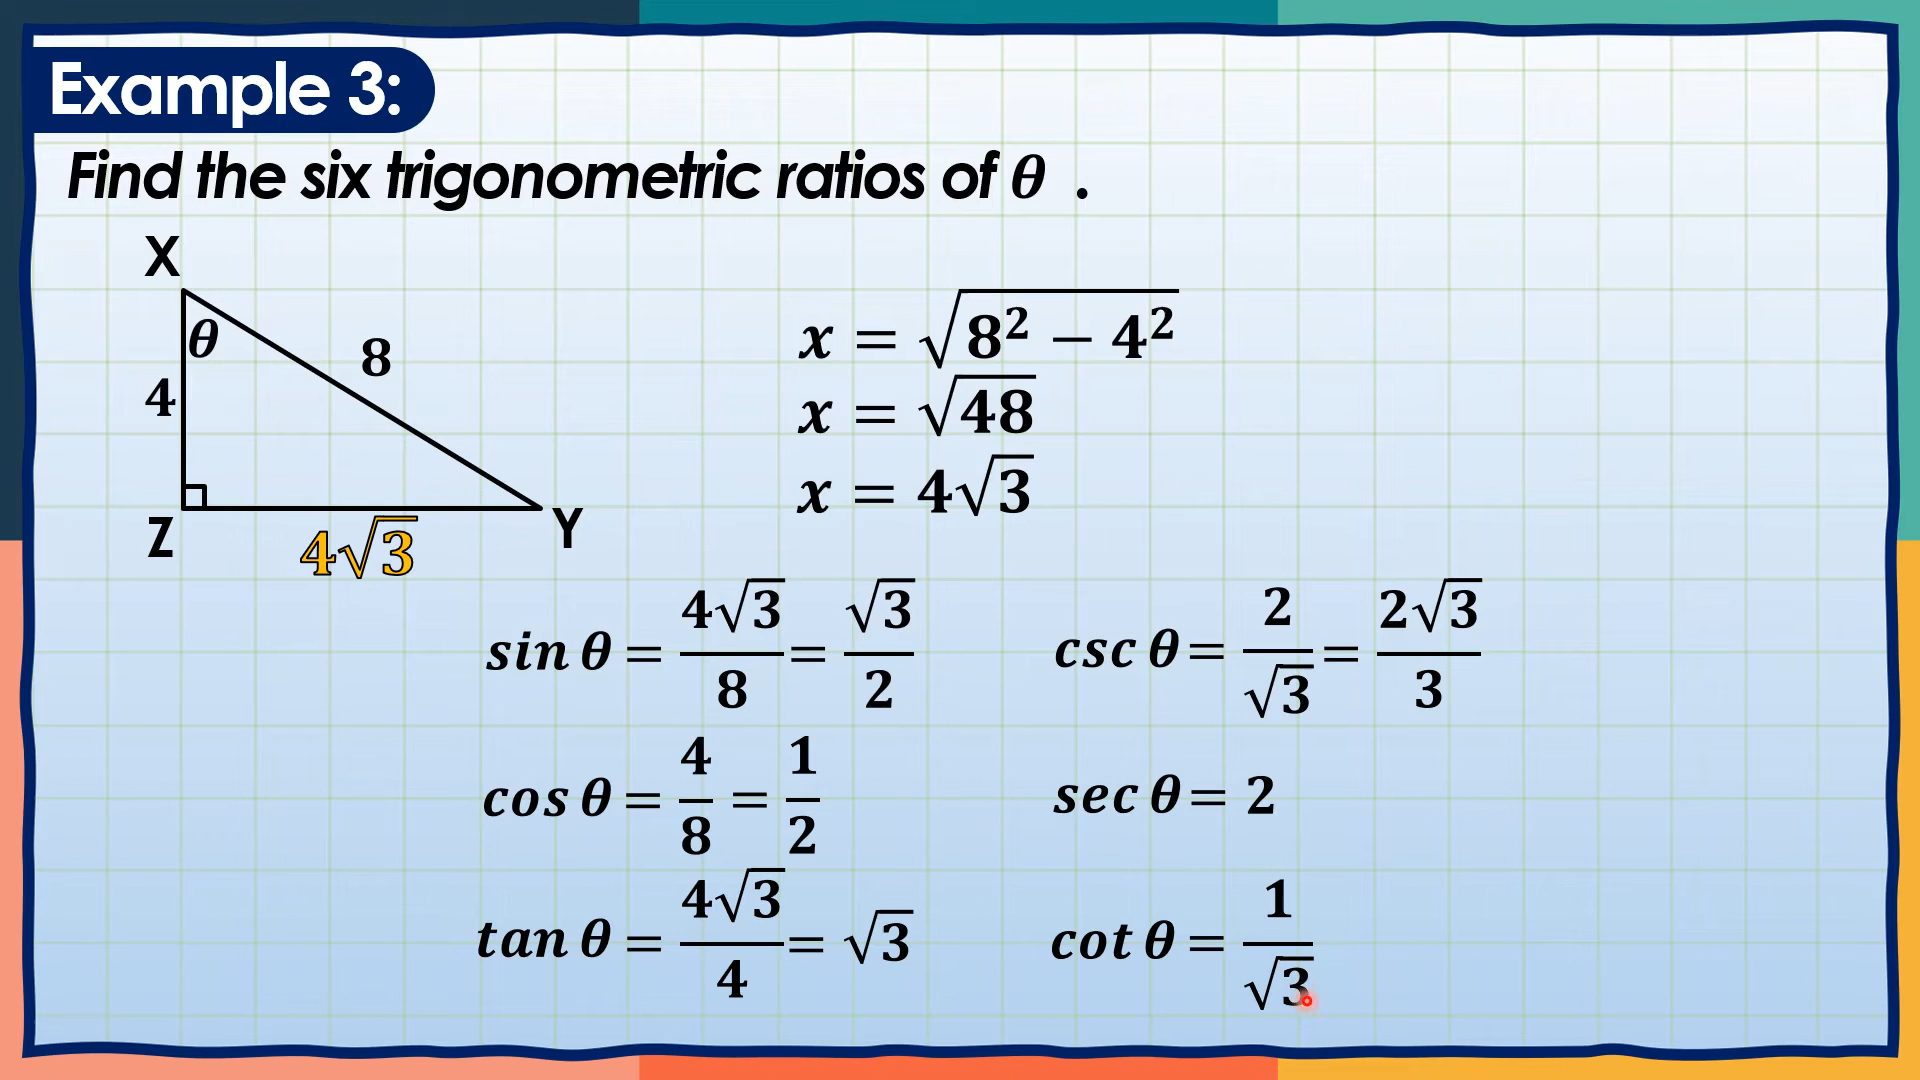 Example 3:
Find the six trigonometric ratios of θ .
X
θ
8
4
Z
Y
4√3
x = √(8² − 4²)
x = √48
x = 4√3
sin θ = 4√3/8 = √3/2
csc θ = 2/√3 = 2√3/3
cos θ = 4/8 = 1/2
sec θ = 2
tan θ = 4√3/4 = √3
cot θ = 1/√3